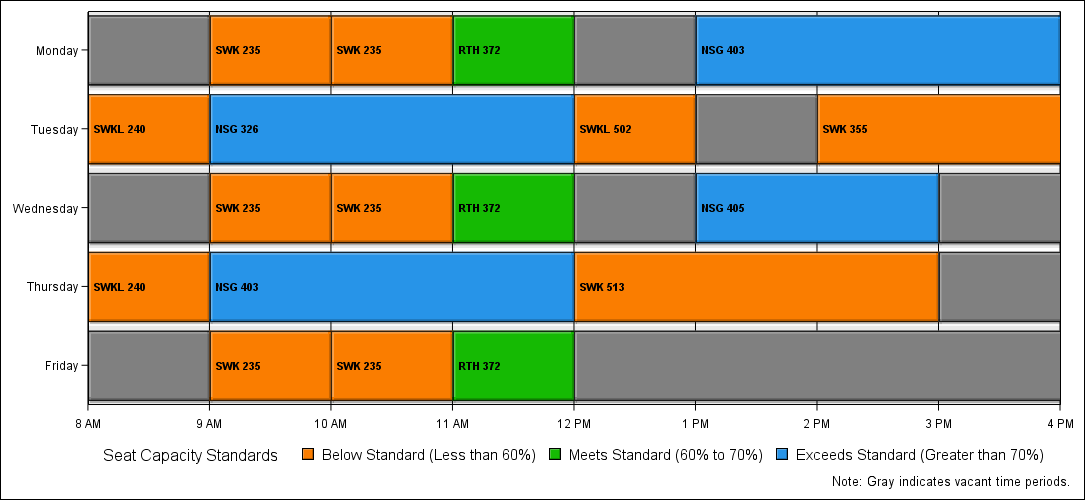 Monday SWK 235 SWK 235 RTH 372 NSG 403
Tuesday SWKL 240 NSG 326 SWKL 502 SWK 355
Wednesday SWK 235 SWK 235 RTH 372 NSG 405
Thursday SWKL 240 NSG 403 SWK 513
Friday SWK 235 SWK 235 RTH 372
8 AM 9 AM 10 AM 11 AM 12 PM 1 PM 2 PM 3 PM 4 PM
Seat Capacity Standards Below Standard (Less than 60%) Meets Standard (60% to 70%) Exceeds Standard (Greater than 70%)
Note: Gray indicates vacant time periods.